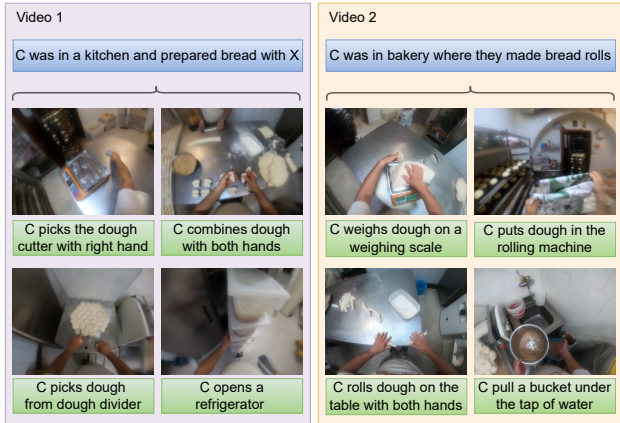 Video 1
C was in a kitchen and prepared bread with X
C picks the dough
cutter with right hand
C combines dough
with both hands
C picks dough
from dough divider
C opens a
refrigerator
Video 2
C was in bakery where they made bread rolls
C weighs dough on a
weighing scale
C puts dough in the
rolling machine
C rolls dough on the
table with both hands
C pull a bucket under
the tap of water